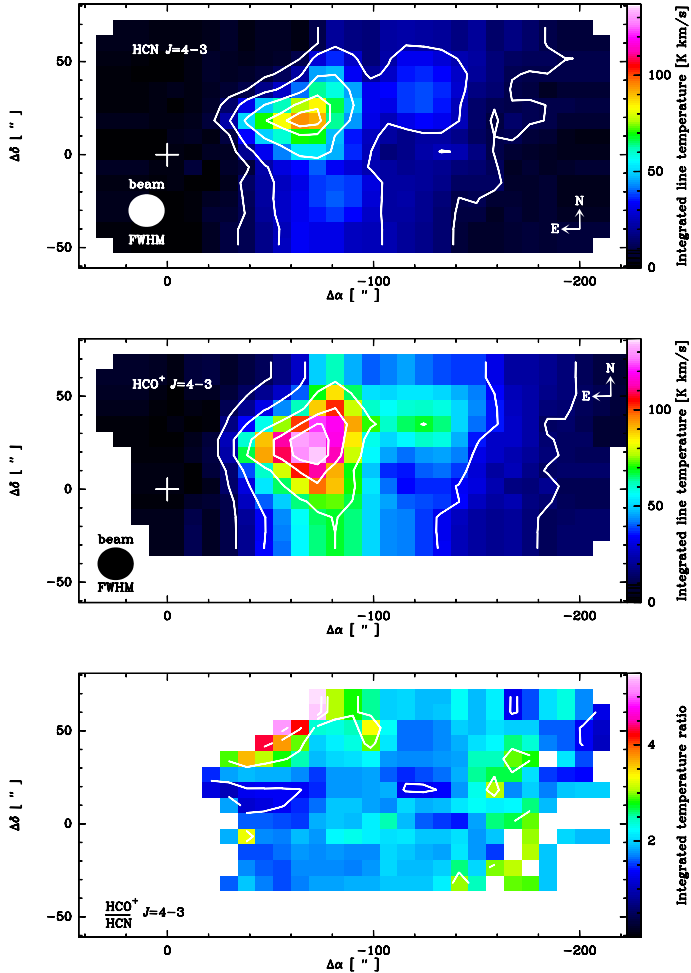 HCN J=4-3
beam
FWHM
N
E
50
0
-50
Δδ [ " ]
0
-100
-200
Δα [ " ]
0
50
100
Integrated line temperature [K km/s]
HCO+ J=4-3
beam
FWHM
N
E
50
0
-50
Δδ [ " ]
0
-100
-200
Δα [ " ]
0
50
100
Integrated line temperature [K km/s]
HCO+
HCN
J=4-3
50
0
-50
Δδ [ " ]
0
-100
-200
Δα [ " ]
2
4
Integrated temperature ratio